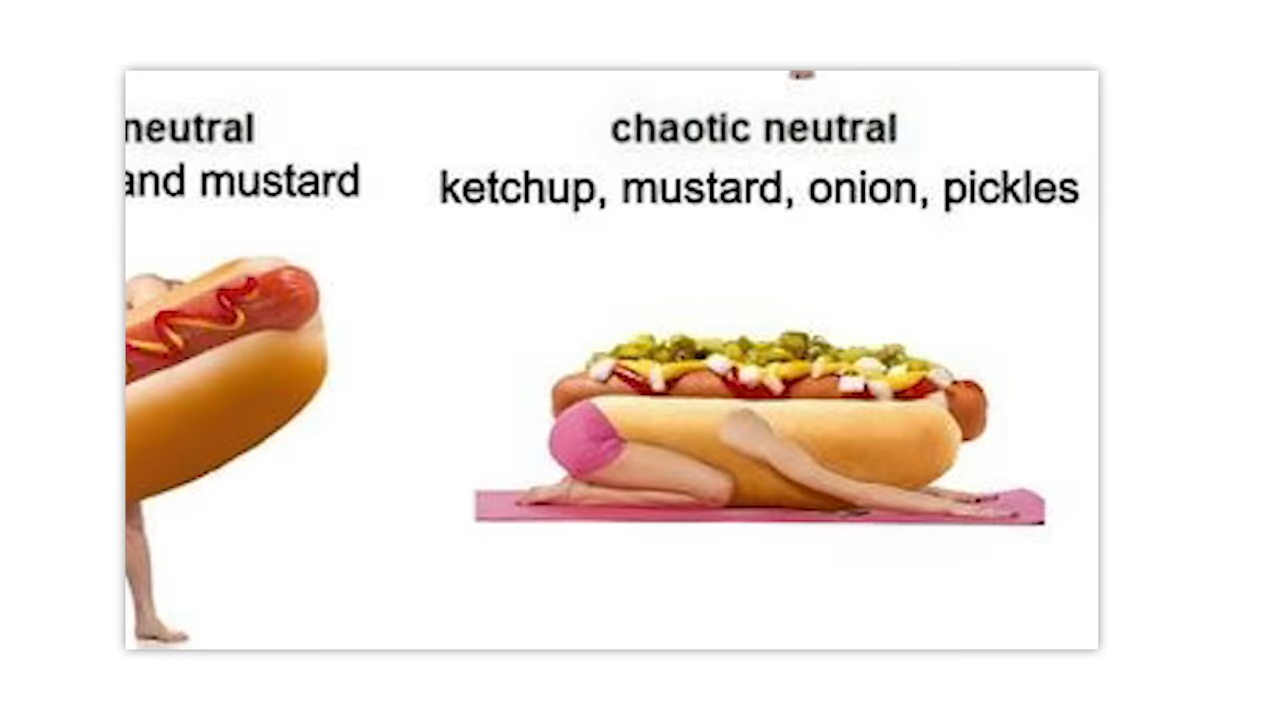 neutral
and mustard
chaotic neutral
ketchup, mustard, onion, pickles